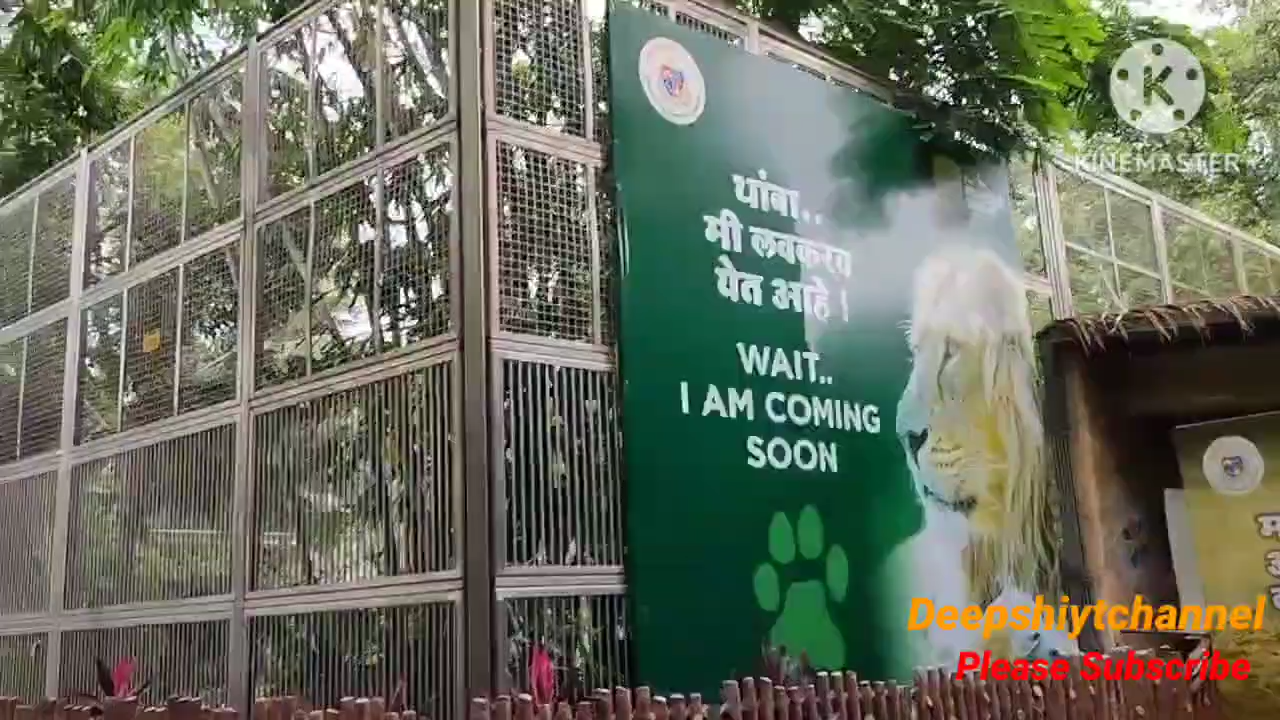 थांबा..
मी लवकरच
येत आहे !
WAIT..
I AM COMING
SOON
K
KINEMASTER
Deepshiytchannel
Please Subscribe